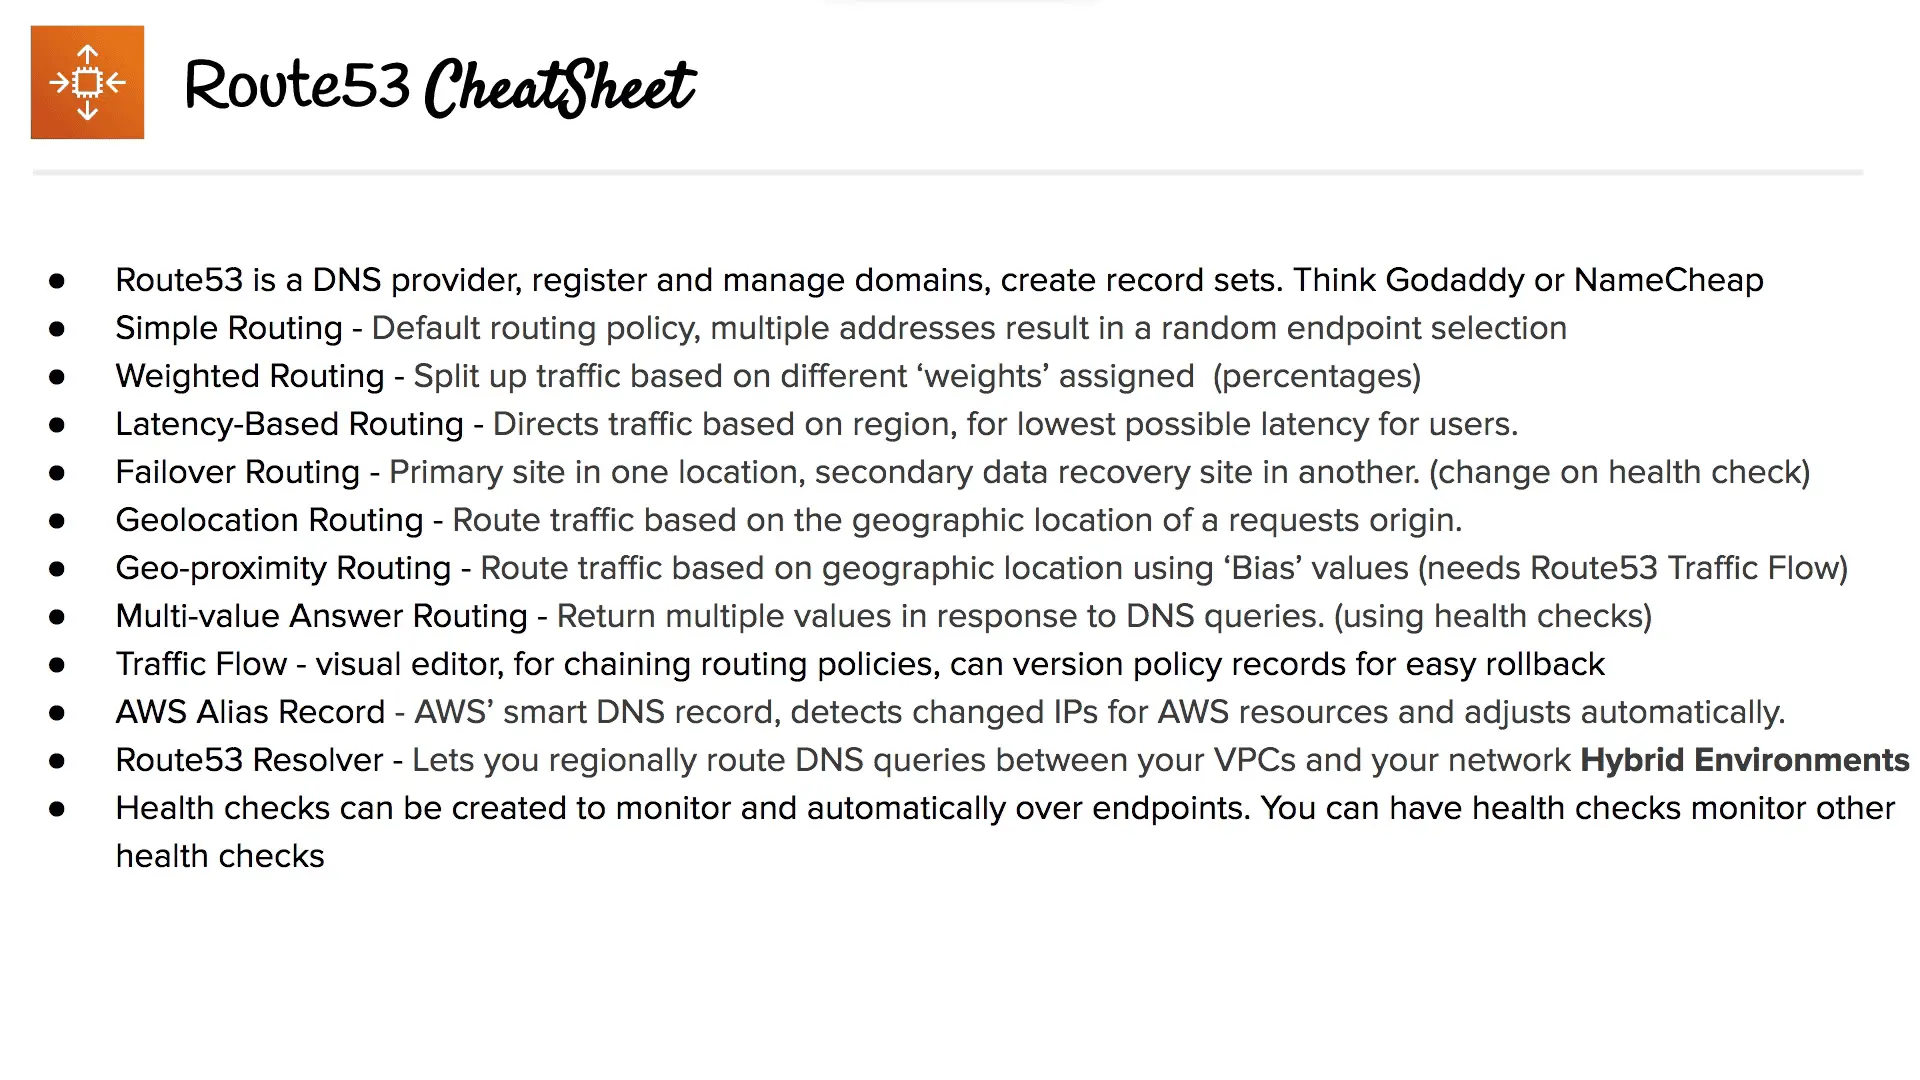 Route53 CheatSheet
● Route53 is a DNS provider, register and manage domains, create record sets. Think Godaddy or NameCheap
● Simple Routing - Default routing policy, multiple addresses result in a random endpoint selection
● Weighted Routing - Split up traffic based on different ‘weights’ assigned  (percentages)
● Latency-Based Routing - Directs traffic based on region, for lowest possible latency for users.
● Failover Routing - Primary site in one location, secondary data recovery site in another. (change on health check)
● Geolocation Routing - Route traffic based on the geographic location of a requests origin.
● Geo-proximity Routing - Route traffic based on geographic location using ‘Bias’ values (needs Route53 Traffic Flow)
● Multi-value Answer Routing - Return multiple values in response to DNS queries. (using health checks)
● Traffic Flow - visual editor, for chaining routing policies, can version policy records for easy rollback
● AWS Alias Record - AWS’ smart DNS record, detects changed IPs for AWS resources and adjusts automatically.
● Route53 Resolver - Lets you regionally route DNS queries between your VPCs and your network Hybrid Environments
● Health checks can be created to monitor and automatically over endpoints. You can have health checks monitor other
health checks